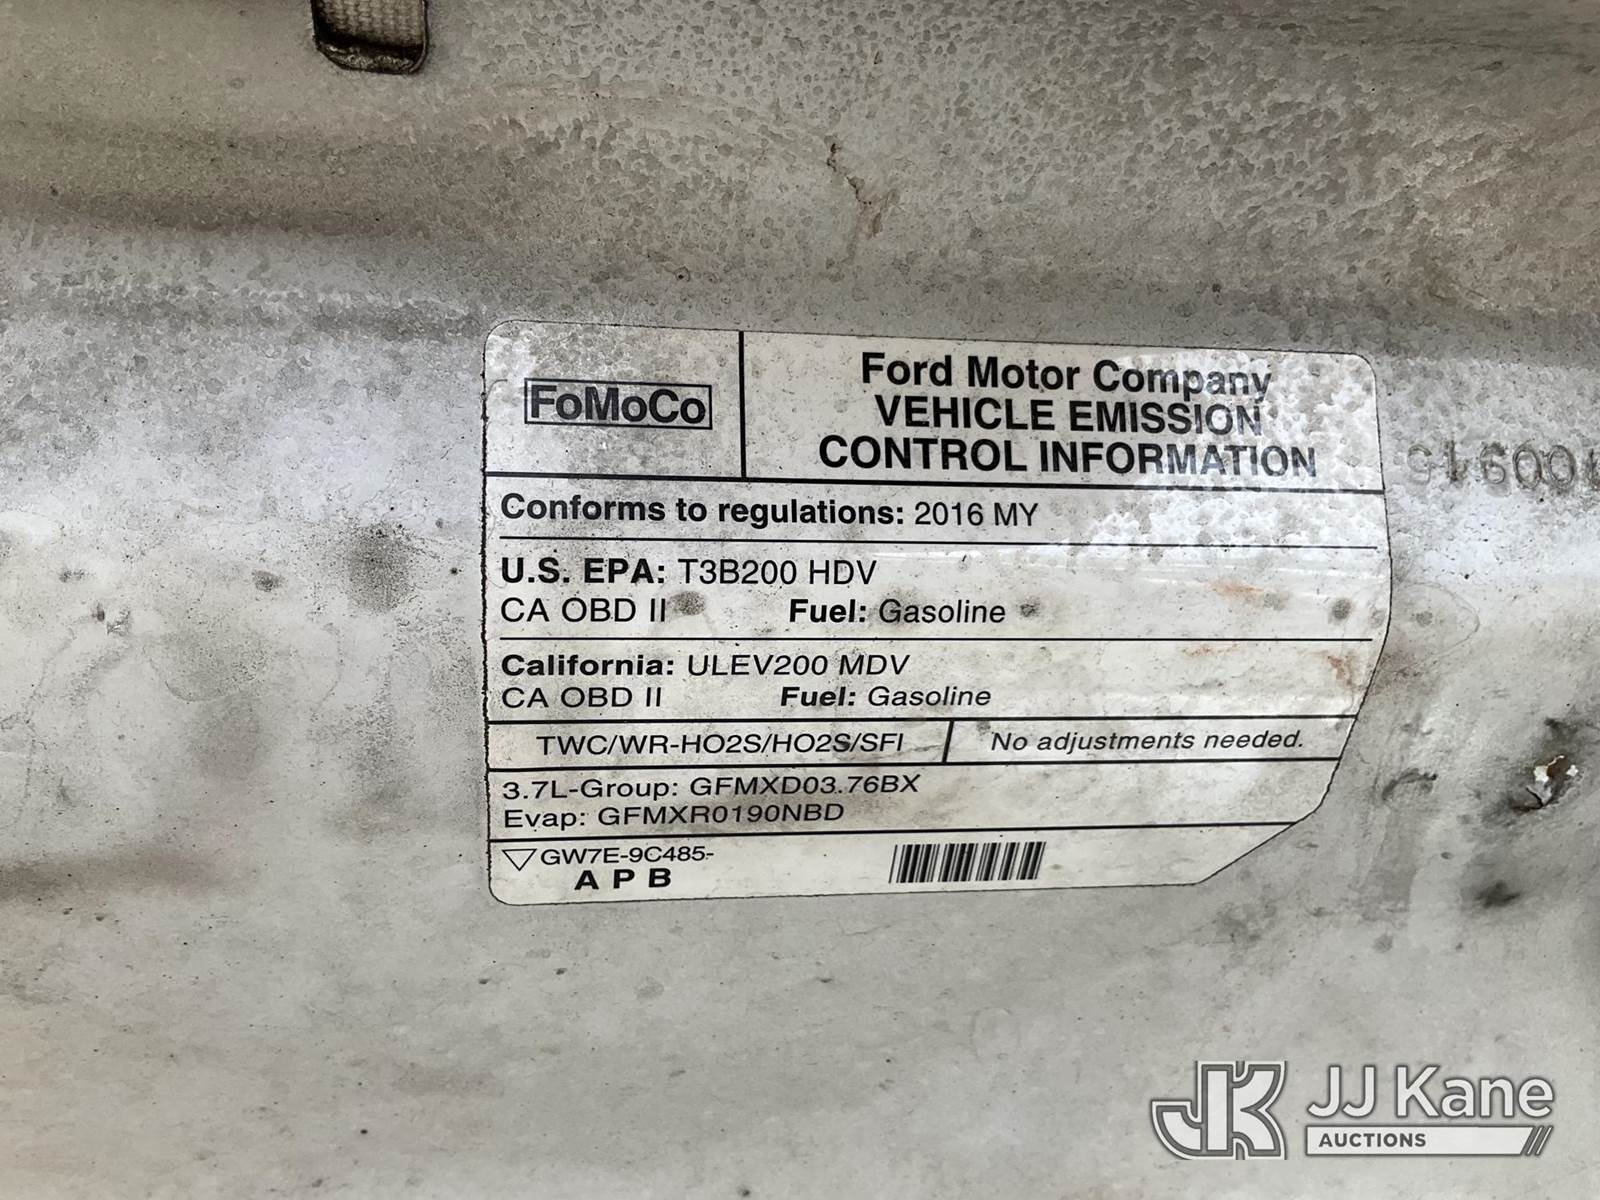 FoMoCo
Ford Motor Company
VEHICLE EMISSION
CONTROL INFORMATION
Conforms to regulations: 2016 MY
U.S. EPA: T3B200 HDV
CA OBD II Fuel: Gasoline
California: ULEV200 MDV
CA OBD II Fuel: Gasoline
TWC/WR-HO2S/HO2S/SFI No adjustments needed.
3.7L-Group: GFMXD03.76BX
Evap: GFMXR0190NBD
GW7E-9C485-
A P B
JK JJ Kane
AUCTIONS